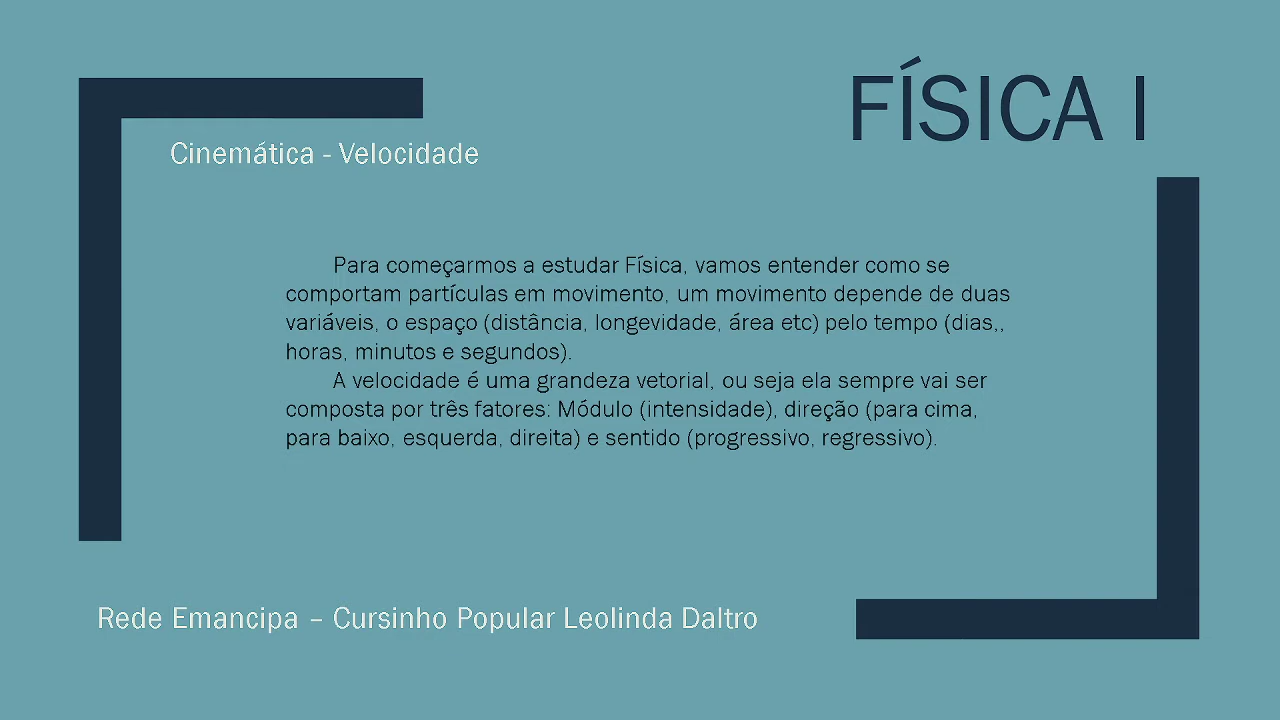 FÍSICA I
Cinemática - Velocidade
Para começarmos a estudar Física, vamos entender como se
comportam partículas em movimento, um movimento depende de duas
variáveis, o espaço (distância, longevidade, área etc) pelo tempo (dias,,
horas, minutos e segundos).
A velocidade é uma grandeza vetorial, ou seja ela sempre vai ser
composta por três fatores: Módulo (intensidade), direção (para cima,
para baixo, esquerda, direita) e sentido (progressivo, regressivo).
Rede Emancipa – Cursinho Popular Leolinda Daltro